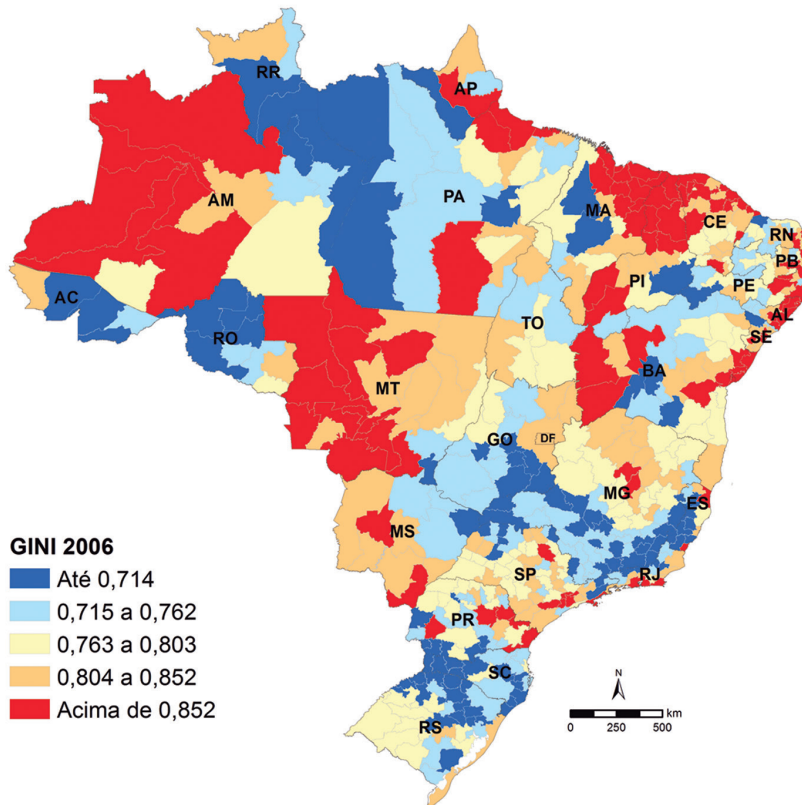 RR
AP
AM
PA
MA
CE
RN
PB
PI
PE
AC
TO
AL
RO
SE
BA
MT
GO
DF
MG
ES
MS
SP
RJ
PR
SC
RS
GINI 2006
Até 0,714
0,715 a 0,762
0,763 a 0,803
0,804 a 0,852
Acima de 0,852
N
km
0 250 500